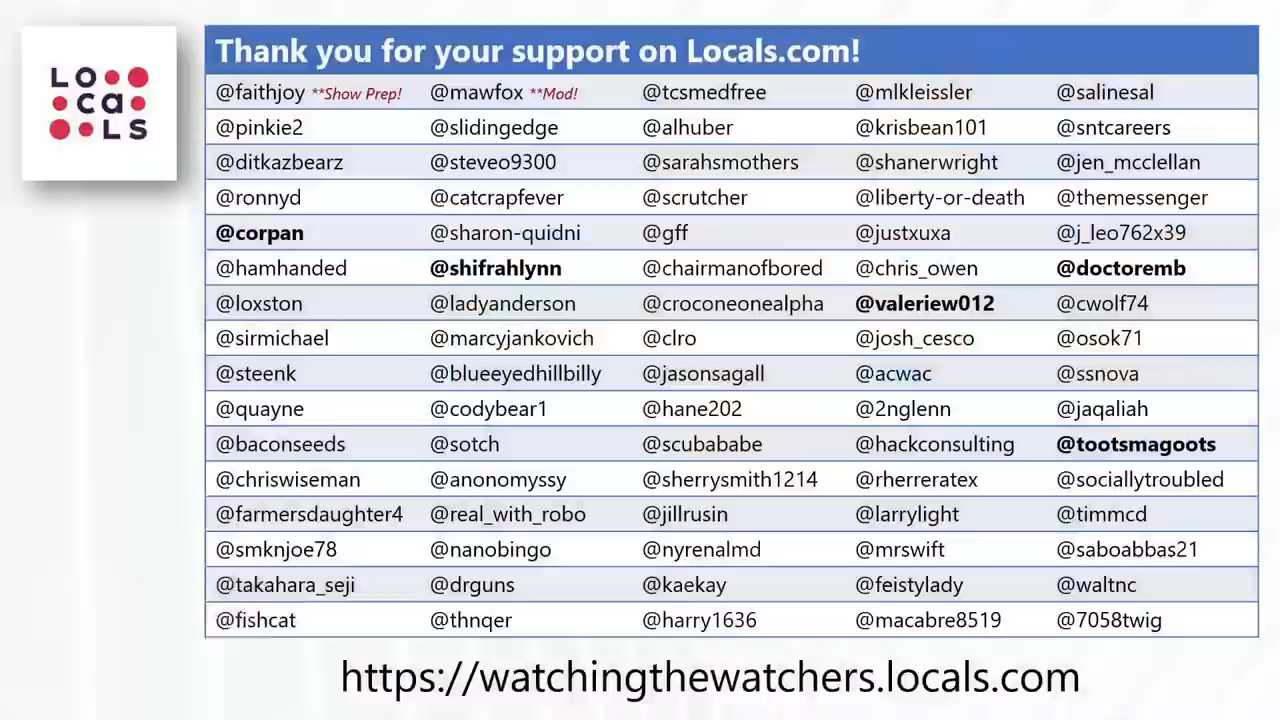 LOCALS
Thank you for your support on Locals.com!
@faithjoy **Show Prep! @mawfox **Mod! @tcsmedfree @mlkleissler @salinesal
@pinkie2 @slidingedge @alhuber @krisbean101 @sntcareers
@ditkazbearz @steveo9300 @sarahsmothers @shanerwright @jen_mcclellan
@ronnyd @catcrapfever @scrutcher @liberty-or-death @themessenger
@corpan @sharon-quidni @gff @justxuxa @j_leo762x39
@hamhanded @shifrahlynn @chairmanofbored @chris_owen @doctoremb
@loxston @ladyanderson @croconeonealpha @valeriew012 @cwolf74
@sirmichael @marcyjankovich @clro @josh_cesco @osok71
@steenk @blueeyedhillbilly @jasonsagall @acwac @ssnova
@quayne @codybear1 @hane202 @2nglenn @jaqaliah
@baconseeds @sotch @scubababe @hackconsulting @tootsmagoots
@chriswiseman @anonomyssy @sherrysmith1214 @rherreratex @sociallytroubled
@farmersdaughter4 @real_with_robo @jillrusin @larrylight @timmcd
@smknjoe78 @nanobingo @nyrenalmd @mrswift @saboabbas21
@takahara_seji @drguns @kaekay @feistylady @waltnc
@fishcat @thnqer @harry1636 @macabre8519 @7058twig
https://watchingthewatchers.locals.com